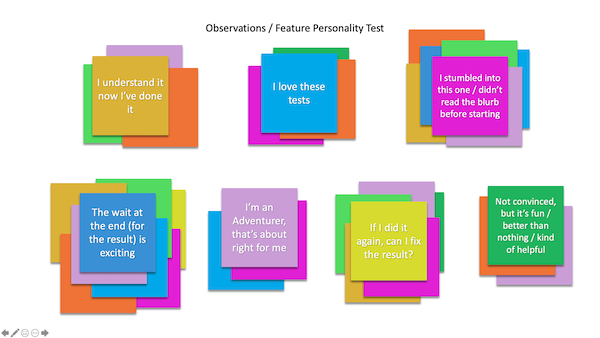 Observations / Feature Personality Test
I understand it
now I've done
it
I love these
tests
I stumbled into
this one / didn't
read the blurb
before starting
The wait at
the end (for
the result) is
exciting
I'm an
Adventurer,
that's about
right for me
If I did it
again, can I fix
the result?
Not convinced,
but it's fun /
better than
nothing / kind
of helpful